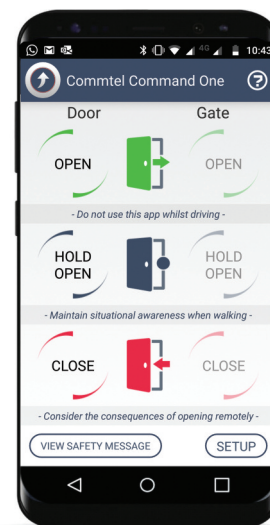 4G 10:43
Commtel Command One ?
Door Gate
OPEN OPEN
- Do not use this app whilst driving -
HOLD OPEN HOLD OPEN
- Maintain situational awareness when walking -
CLOSE CLOSE
- Consider the consequences of opening remotely -
VIEW SAFETY MESSAGE SETUP